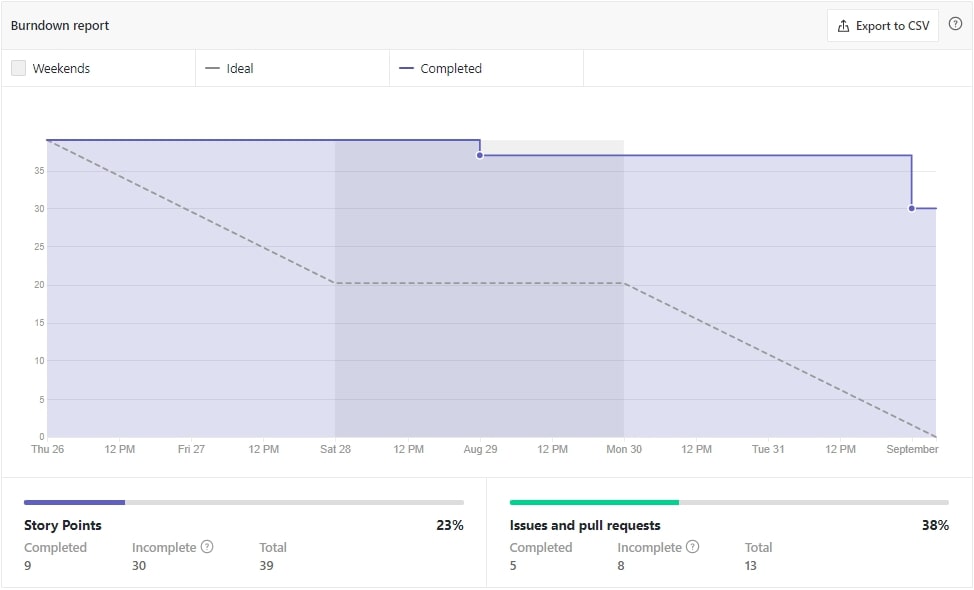 Burndown report
Export to CSV
Weekends
Ideal
Completed
35
30
25
20
15
10
5
0
Thu 26 12 PM Fri 27 12 PM Sat 28 12 PM Aug 29 12 PM Mon 30 12 PM Tue 31 12 PM September
Story Points 23%
Completed Incomplete ? Total
9 30 39
Issues and pull requests 38%
Completed Incomplete ? Total
5 8 13